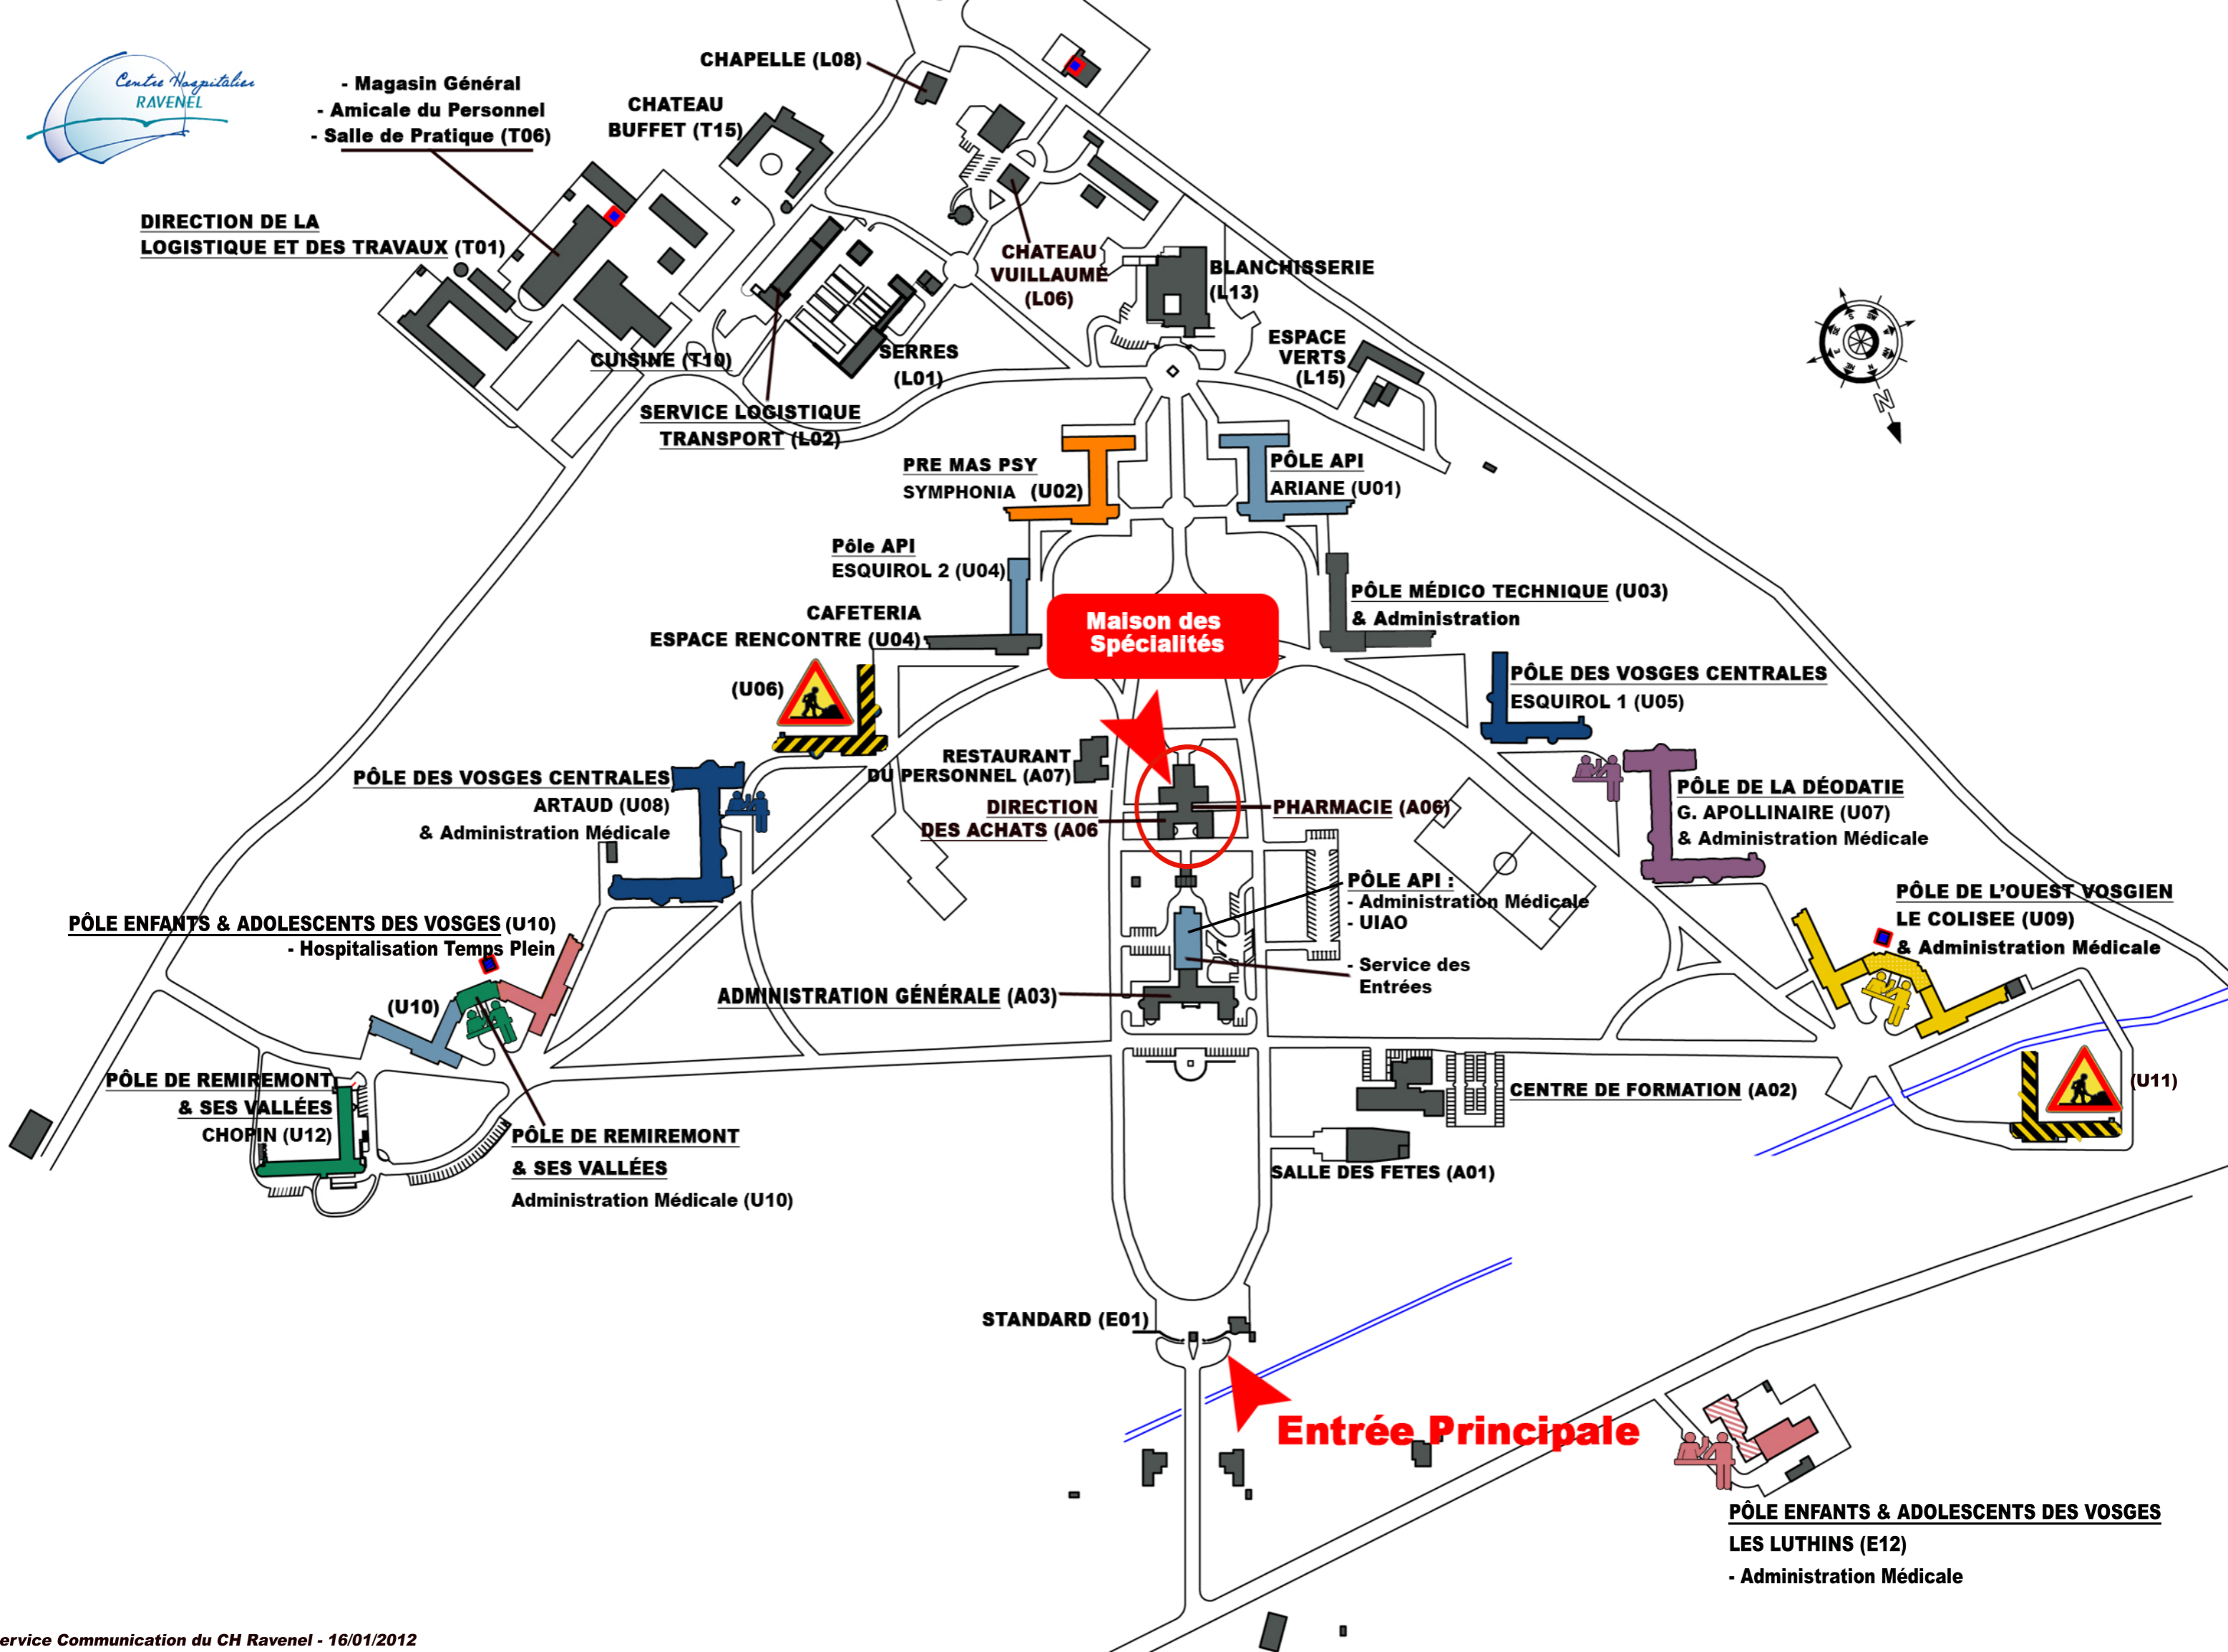 Centre Hospitalier
RAVENEL
- Magasin Général
- Amicale du Personnel
- Salle de Pratique (T06)
CHAPELLE (L08)
CHATEAU
BUFFET (T15)
DIRECTION DE LA
LOGISTIQUE ET DES TRAVAUX (T01)
CHATEAU
VUILLAUME
(L06)
BLANCHISSERIE
(L13)
ESPACE
VERTS
(L15)
CUISINE (T10)
SERRES
(L01)
SERVICE LOGISTIQUE
TRANSPORT (L02)
S
SW
W
NW
N
NE
E
SE
N
PRE MAS PSY
SYMPHONIA (U02)
PÔLE API
ARIANE (U01)
Pôle API
ESQUIROL 2 (U04)
CAFETERIA
ESPACE RENCONTRE (U04)
Maison des
Spécialités
PÔLE MÉDICO TECHNIQUE (U03)
& Administration
(U06)
PÔLE DES VOSGES CENTRALES
ESQUIROL 1 (U05)
RESTAURANT
DU PERSONNEL (A07)
PÔLE DES VOSGES CENTRALES
ARTAUD (U08)
& Administration Médicale
DIRECTION
DES ACHATS (A06
PHARMACIE (A06)
PÔLE DE LA DÉODATIE
G. APOLLINAIRE (U07)
& Administration Médicale
PÔLE API :
- Administration Médicale
- UIAO
- Service des
Entrées
PÔLE DE L'OUEST VOSGIEN
LE COLISEE (U09)
& Administration Médicale
PÔLE ENFANTS & ADOLESCENTS DES VOSGES (U10)
- Hospitalisation Temps Plein
(U10)
ADMINISTRATION GÉNÉRALE (A03)
PÔLE DE REMIREMONT
& SES VALLÉES
CHOPIN (U12)
PÔLE DE REMIREMONT
& SES VALLÉES
Administration Médicale (U10)
CENTRE DE FORMATION (A02)
(U11)
SALLE DES FETES (A01)
STANDARD (E01)
Entrée Principale
PÔLE ENFANTS & ADOLESCENTS DES VOSGES
LES LUTHINS (E12)
- Administration Médicale
ervice Communication du CH Ravenel - 16/01/2012